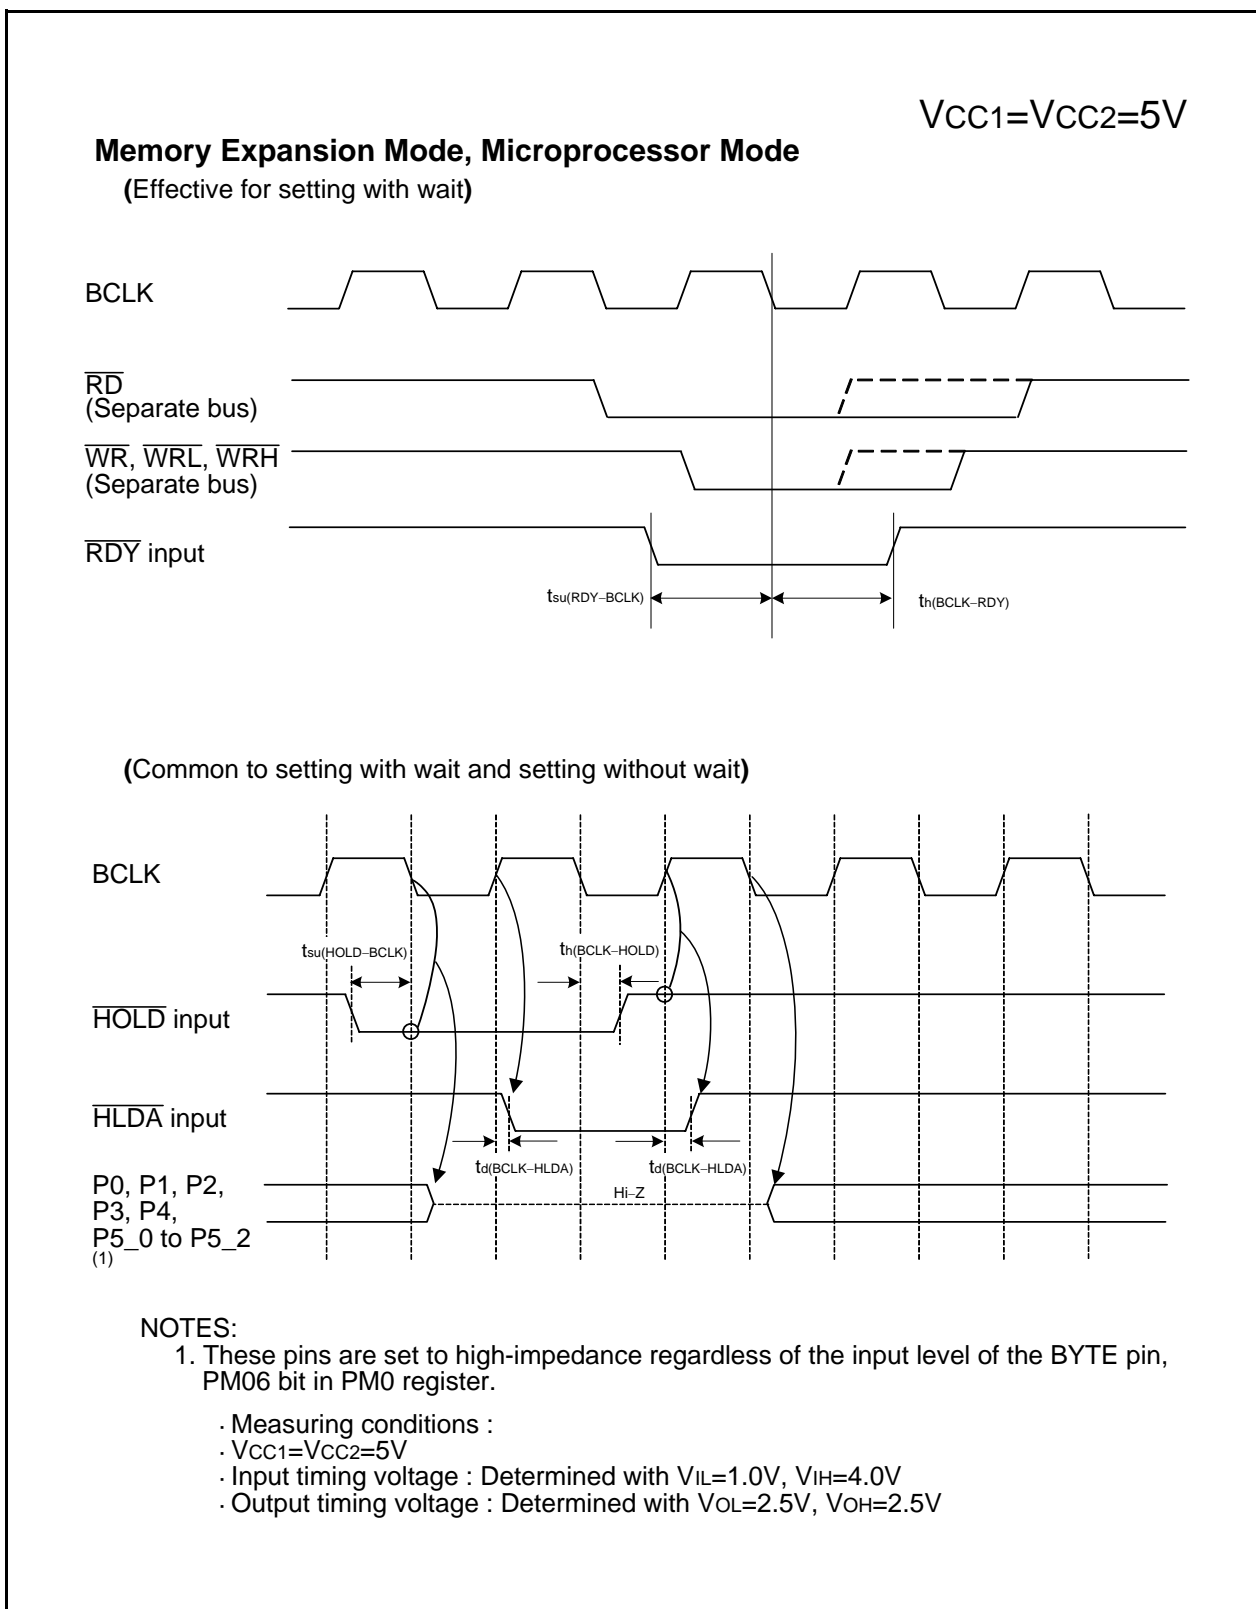 VCC1=VCC2=5V
Memory Expansion Mode, Microprocessor Mode
(Effective for setting with wait)
BCLK
RD
(Separate bus)
WR, WRL, WRH
(Separate bus)
RDY input
tsu(RDY−BCLK)
th(BCLK−RDY)
(Common to setting with wait and setting without wait)
BCLK
tsu(HOLD−BCLK)
th(BCLK−HOLD)
HOLD input
HLDA input
td(BCLK−HLDA)
td(BCLK−HLDA)
P0, P1, P2,
P3, P4,
P5_0 to P5_2
(1)
Hi−Z
NOTES:
1. These pins are set to high-impedance regardless of the input level of the BYTE pin,
PM06 bit in PM0 register.
· Measuring conditions :
· VCC1=VCC2=5V
· Input timing voltage : Determined with VIL=1.0V, VIH=4.0V
· Output timing voltage : Determined with VOL=2.5V, VOH=2.5V